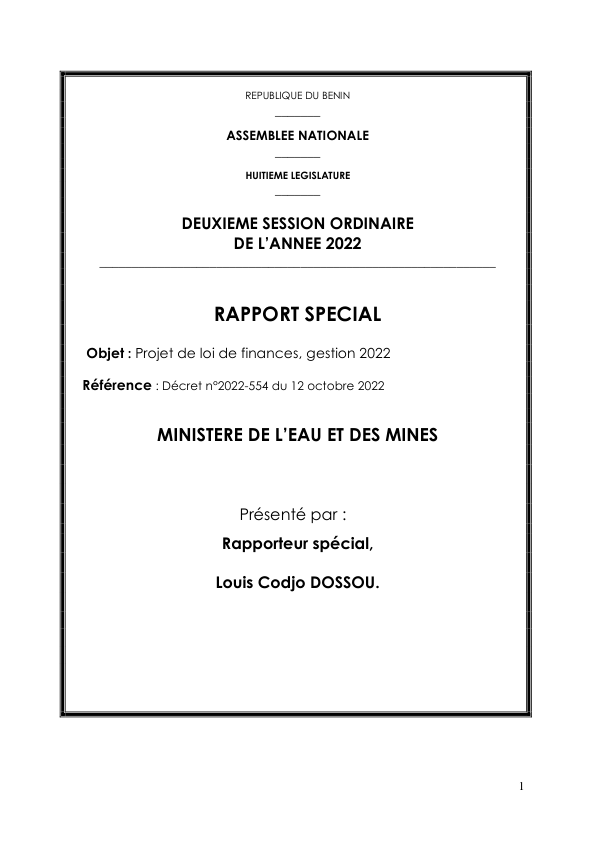 REPUBLIQUE DU BENIN
ASSEMBLEE NATIONALE
HUITIEME LEGISLATURE
DEUXIEME SESSION ORDINAIRE
DE L’ANNEE 2022
RAPPORT SPECIAL
Objet : Projet de loi de finances, gestion 2022
Référence : Décret n°2022-554 du 12 octobre 2022
MINISTERE DE L’EAU ET DES MINES
Présenté par :
Rapporteur spécial,
Louis Codjo DOSSOU.
1